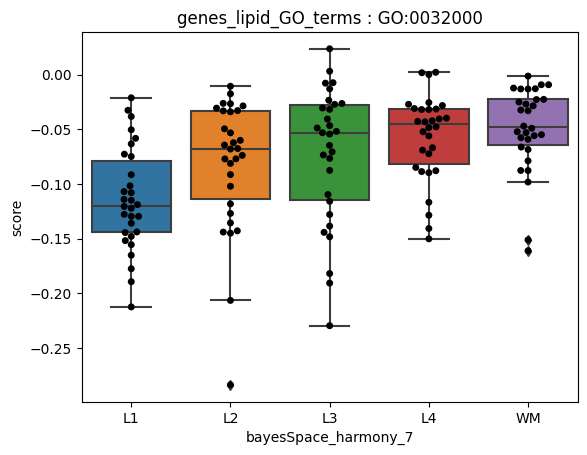 genes_lipid_GO_terms : GO:0032000
0.00
−0.05
−0.10
−0.15
−0.20
−0.25
score
L1 L2 L3 L4 WM
bayesSpace_harmony_7